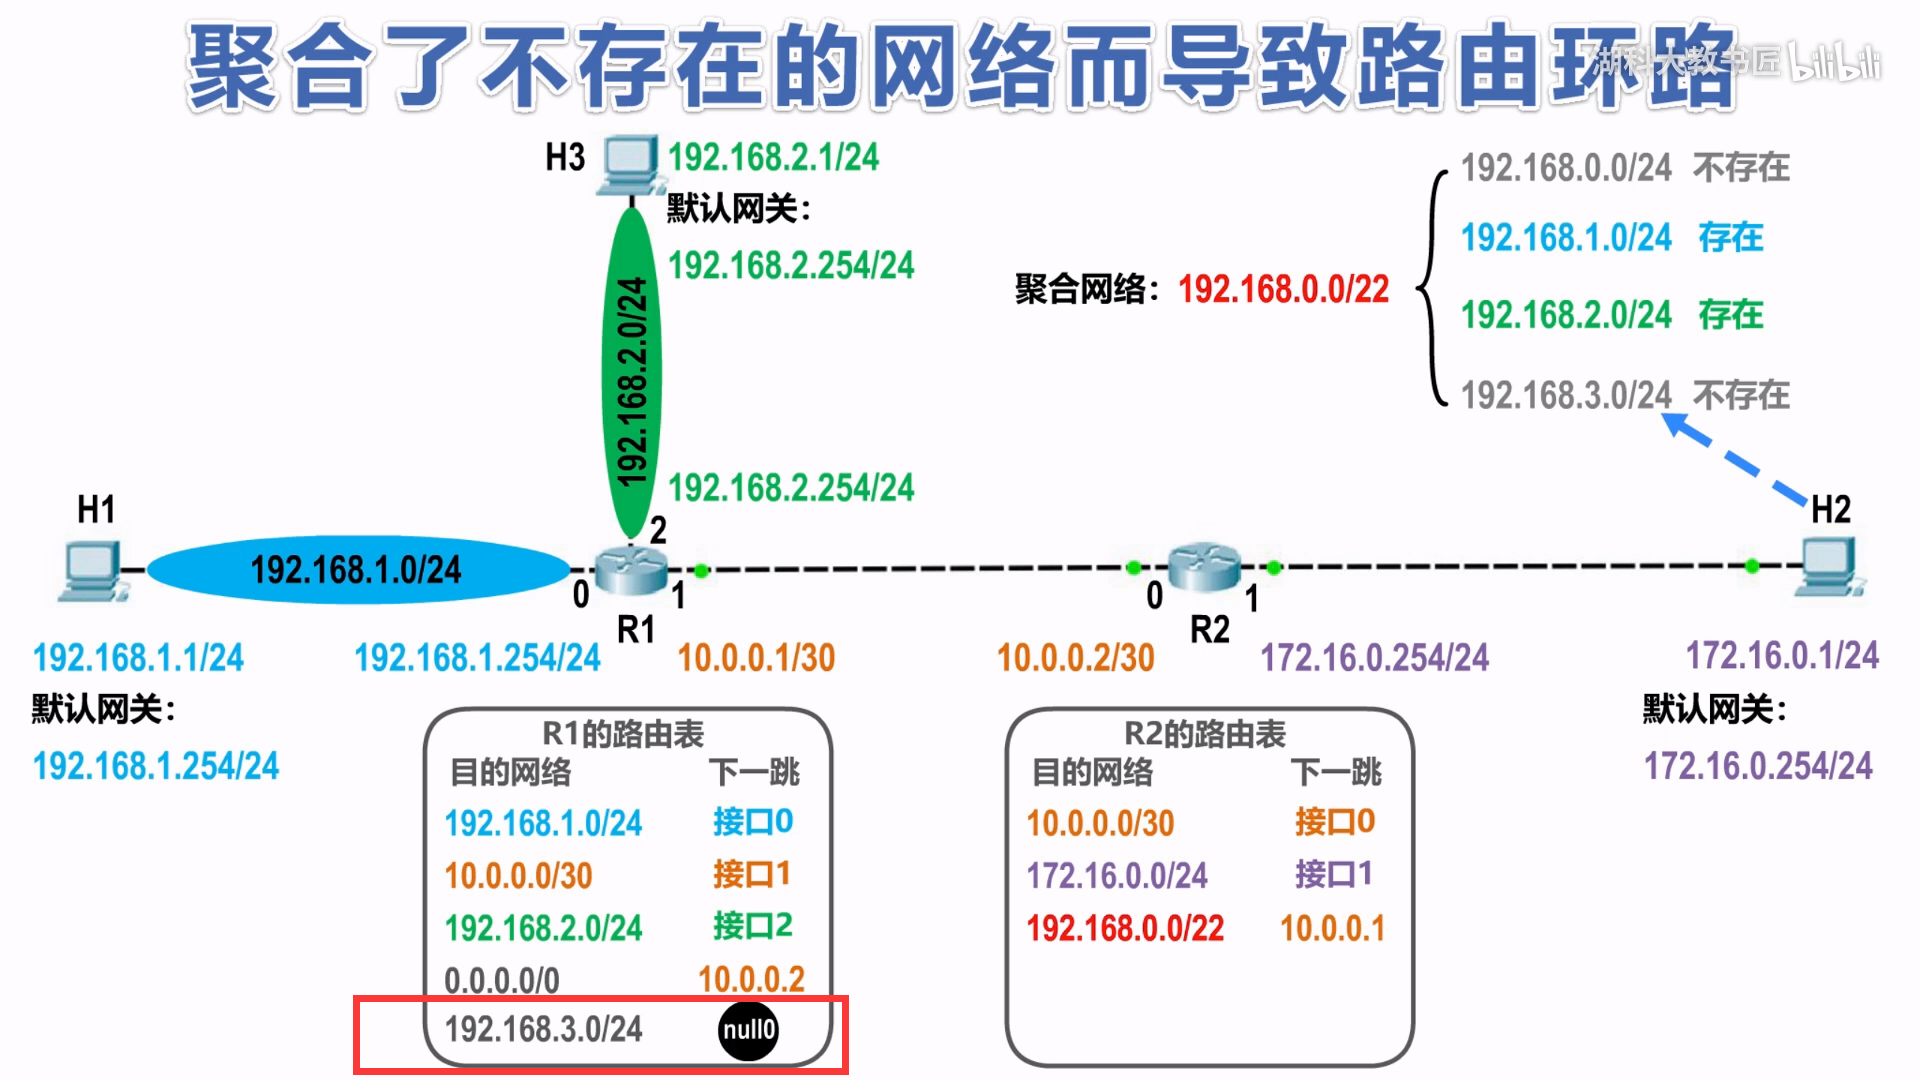 聚合了不存在的网络而导致路由环路
湖科大教书匠 bilibili
H3
192.168.2.1/24
默认网关:
192.168.2.254/24
192.168.2.0/24
192.168.2.254/24
聚合网络: 192.168.0.0/22
192.168.0.0/24 不存在
192.168.1.0/24 存在
192.168.2.0/24 存在
192.168.3.0/24 不存在
H1
192.168.1.0/24
0
2
1
R1
0
1
R2
H2
192.168.1.1/24
默认网关:
192.168.1.254/24
192.168.1.254/24
10.0.0.1/30
10.0.0.2/30
172.16.0.254/24
172.16.0.1/24
默认网关:
172.16.0.254/24
R1的路由表
目的网络 下一跳
192.168.1.0/24 接口0
10.0.0.0/30 接口1
192.168.2.0/24 接口2
0.0.0.0/0 10.0.0.2
192.168.3.0/24 null0
R2的路由表
目的网络 下一跳
10.0.0.0/30 接口0
172.16.0.0/24 接口1
192.168.0.0/22 10.0.0.1